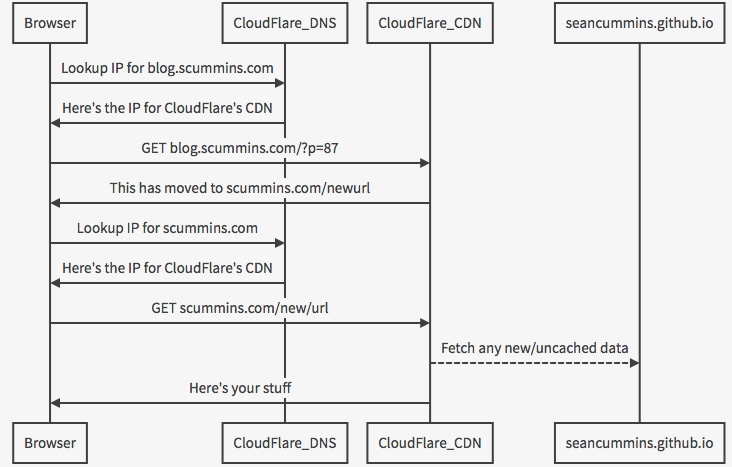 Browser
CloudFlare_DNS
CloudFlare_CDN
seancummins.github.io
Lookup IP for blog.scummins.com
Here's the IP for CloudFlare's CDN
GET blog.scummins.com/?p=87
This has moved to scummins.com/newurl
Lookup IP for scummins.com
Here's the IP for CloudFlare's CDN
GET scummins.com/new/url
Fetch any new/uncached data
Here's your stuff
Browser
CloudFlare_DNS
CloudFlare_CDN
seancummins.github.io